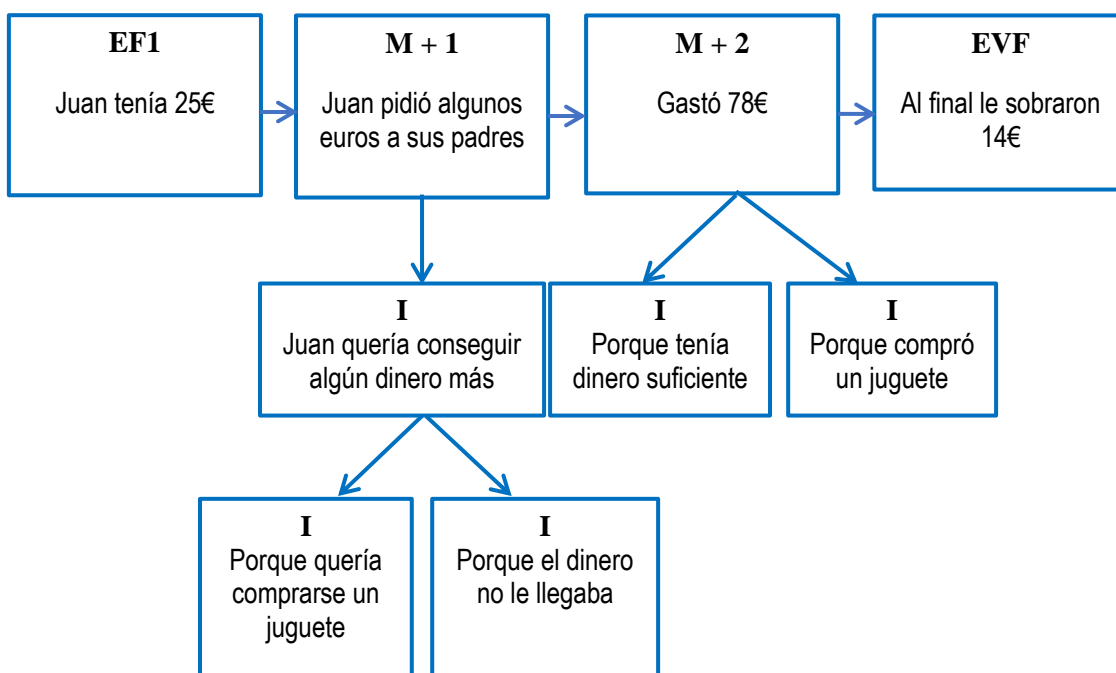 EF1
Juan tenía 25€
M + 1
Juan pidió algunos
euros a sus padres
M + 2
Gastó 78€
EVF
Al final le sobraron
14€
I
Juan quería conseguir
algún dinero más
I
Porque tenía
dinero suficiente
I
Porque compró
un juguete
I
Porque quería
comprarse un
juguete
I
Porque el dinero
no le llegaba